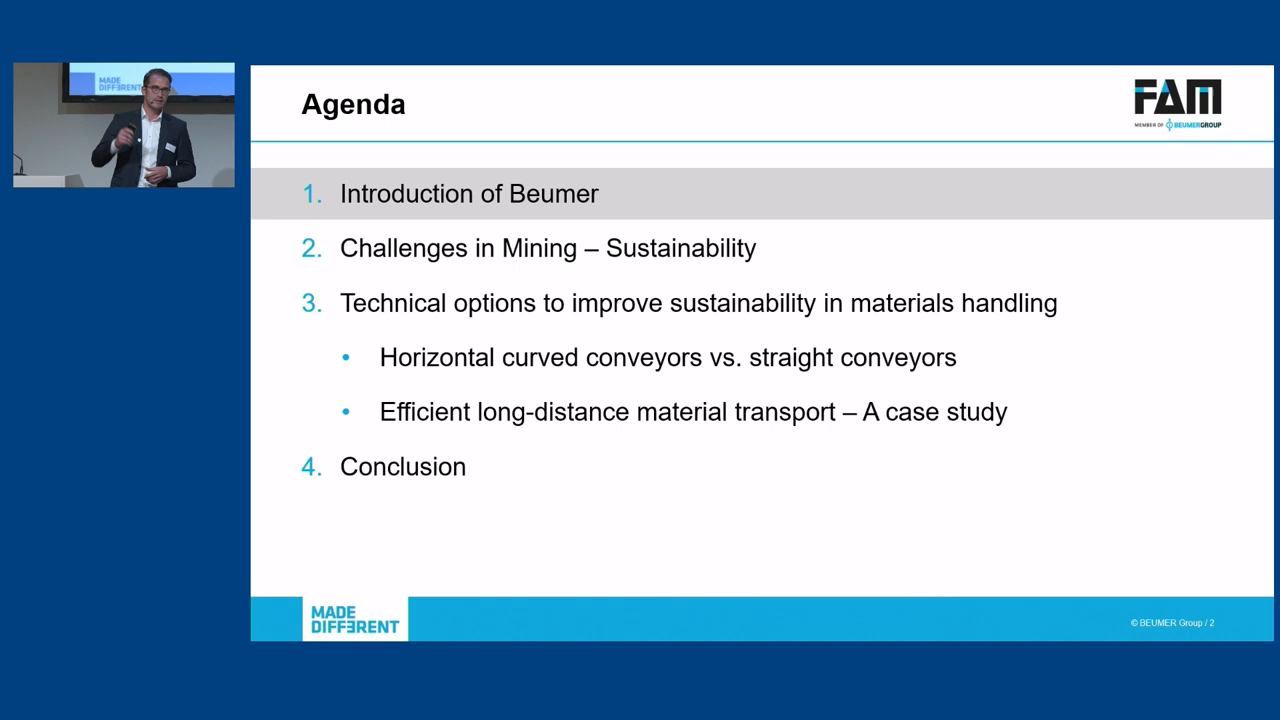 MADE
DIFFERENT
Agenda
FAM
MEMBER OF BEUMERGROUP
1. Introduction of Beumer
2. Challenges in Mining – Sustainability
3. Technical options to improve sustainability in materials handling
• Horizontal curved conveyors vs. straight conveyors
• Efficient long-distance material transport – A case study
4. Conclusion
MADE
DIFFƎRENT
© BEUMER Group / 2